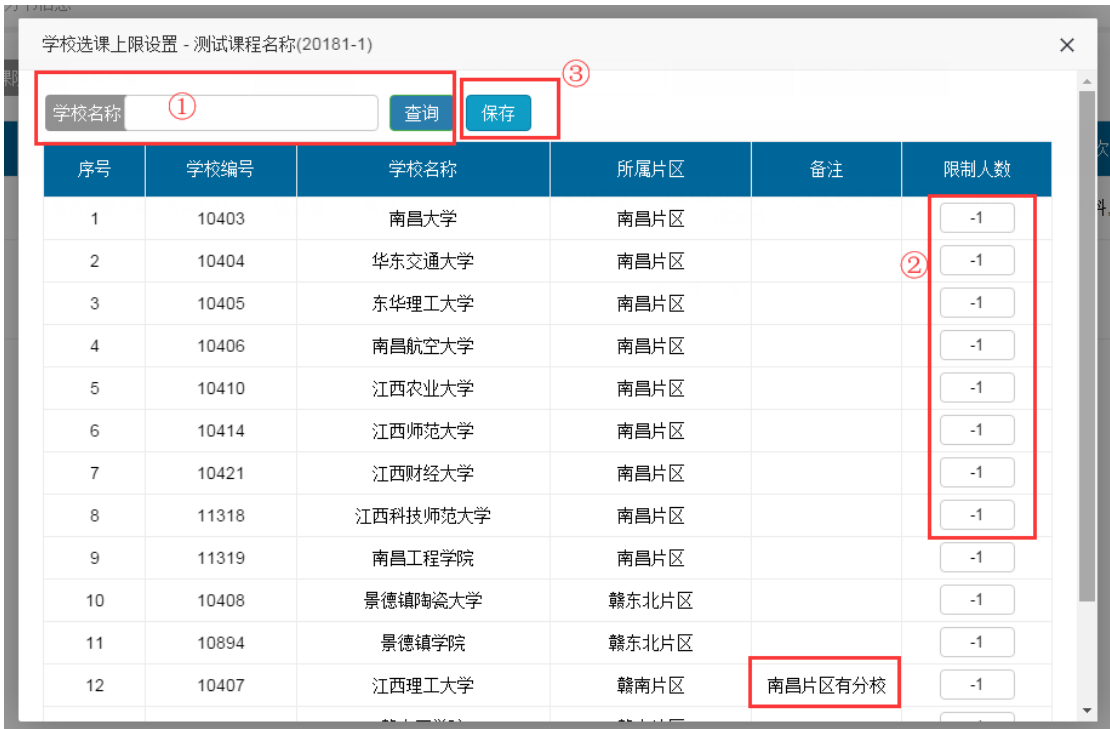 学校选课上限设置 - 测试课程名称(20181-1)
③
学校名称 ① 查询 保存
序号 学校编号 学校名称 所属片区 备注 限制人数
1 10403 南昌大学 南昌片区 -1
2 10404 华东交通大学 南昌片区 ② -1
3 10405 东华理工大学 南昌片区 -1
4 10406 南昌航空大学 南昌片区 -1
5 10410 江西农业大学 南昌片区 -1
6 10414 江西师范大学 南昌片区 -1
7 10421 江西财经大学 南昌片区 -1
8 11318 江西科技师范大学 南昌片区 -1
9 11319 南昌工程学院 南昌片区 -1
10 10408 景德镇陶瓷大学 赣东北片区 -1
11 10894 景德镇学院 赣东北片区 -1
12 10407 江西理工大学 赣南片区 南昌片区有分校 -1